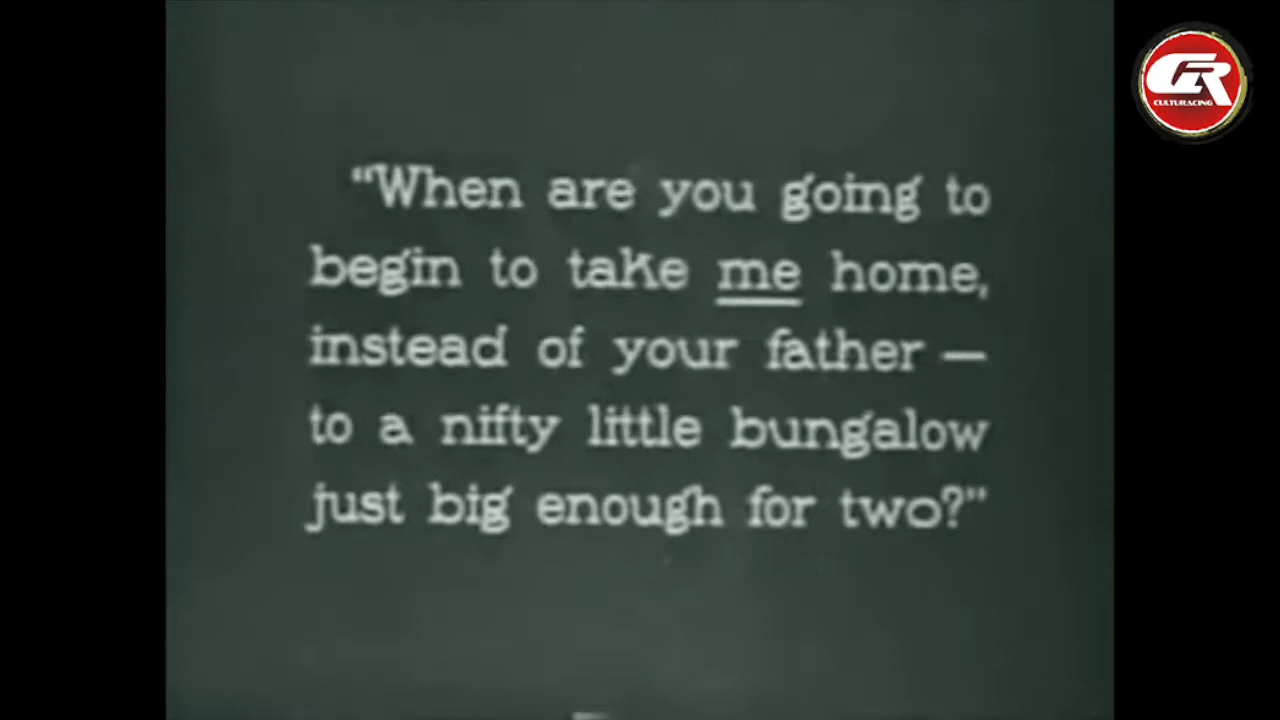 “When are you going to
begin to take me home,
instead of your father —
to a nifty little bungalow
just big enough for two?”
CR
CULTURACING